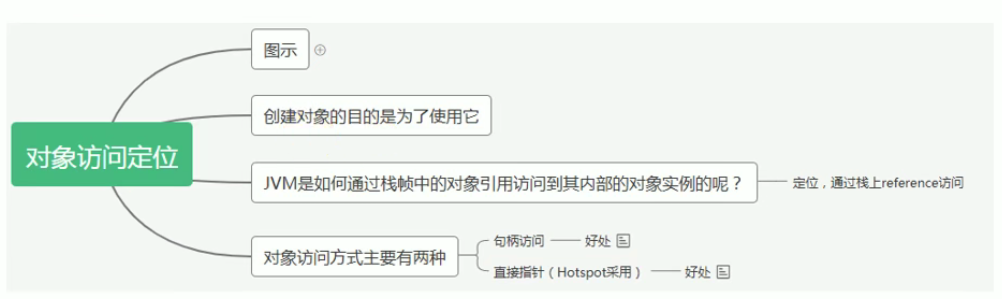 对象访问定位
图示
创建对象的目的是为了使用它
JVM是如何通过栈帧中的对象引用访问到其内部的对象实例的呢？
定位，通过栈上reference访问
对象访问方式主要有两种
句柄访问
好处
直接指针（Hotspot采用）
好处